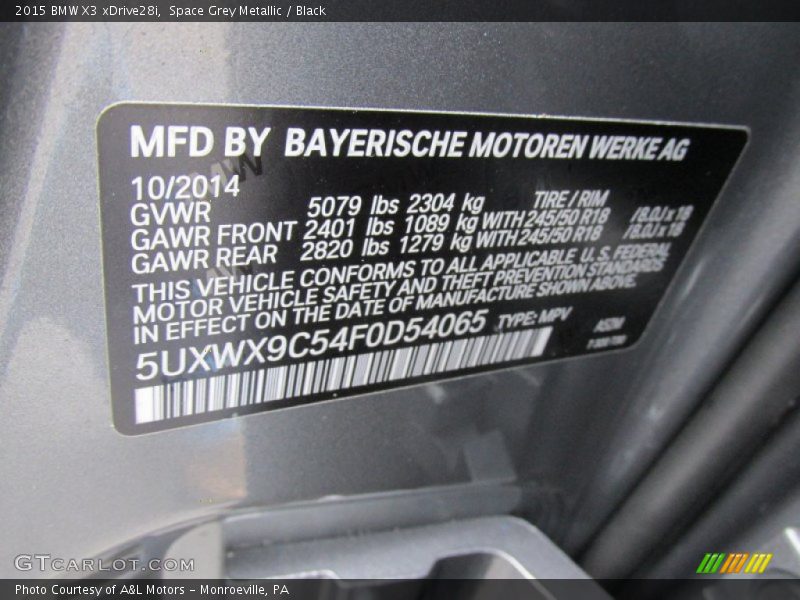 2015 BMW X3 xDrive28i, Space Grey Metallic / Black
MFD BY BAYERISCHE MOTOREN WERKE AG
10/2014
GVWR 5079 lbs 2304 kg TIRE / RIM
GAWR FRONT 2401 lbs 1089 kg WITH 245/50 R18 /8.0J x 18
GAWR REAR 2820 lbs 1279 kg WITH 245/50 R18 /8.0J x 18
THIS VEHICLE CONFORMS TO ALL APPLICABLE U.S. FEDERAL
MOTOR VEHICLE SAFETY AND THEFT PREVENTION STANDARDS
IN EFFECT ON THE DATE OF MANUFACTURE SHOWN ABOVE.
5UXWX9C54F0D54065 TYPE: MPV
GTCARLOT.COM
Photo Courtesy of A&L Motors - Monroeville, PA